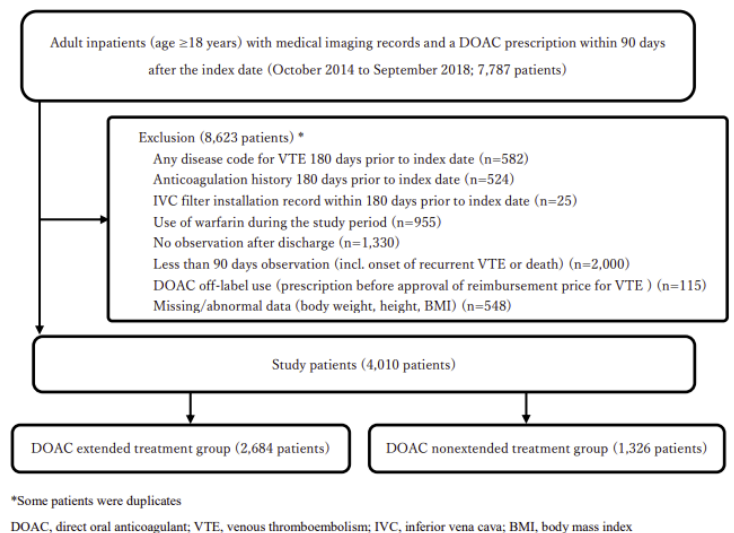 Adult inpatients (age ≥18 years) with medical imaging records and a DOAC prescription within 90 days
after the index date (October 2014 to September 2018; 7,787 patients)
Exclusion (8,623 patients) *
Any disease code for VTE 180 days prior to index date (n=582)
Anticoagulation history 180 days prior to index date (n=524)
IVC filter installation record within 180 days prior to index date (n=25)
Use of warfarin during the study period (n=955)
No observation after discharge (n=1,330)
Less than 90 days observation (incl. onset of recurrent VTE or death) (n=2,000)
DOAC off-label use (prescription before approval of reimbursement price for VTE ) (n=115)
Missing/abnormal data (body weight, height, BMI) (n=548)
Study patients (4,010 patients)
DOAC extended treatment group (2,684 patients)
DOAC nonextended treatment group (1,326 patients)
*Some patients were duplicates
DOAC, direct oral anticoagulant; VTE, venous thromboembolism; IVC, inferior vena cava; BMI, body mass index